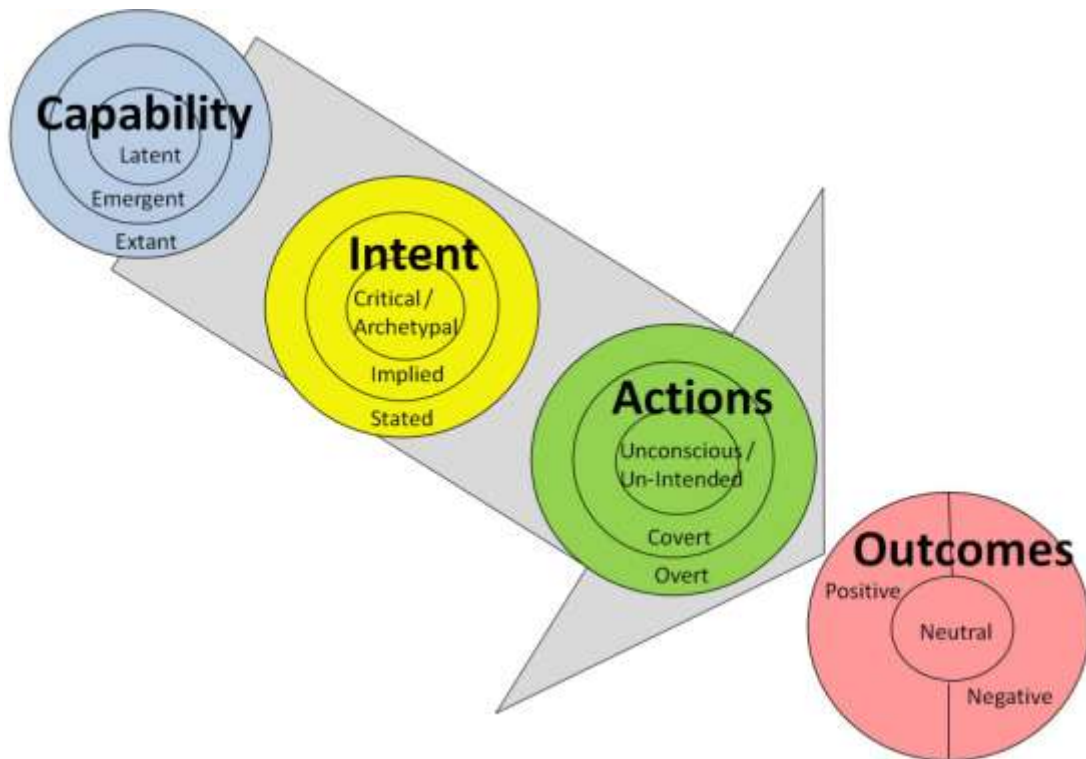 Capability
Latent
Emergent
Extant
Intent
Critical /
Archetypal
Implied
Stated
Actions
Unconscious /
Un-Intended
Covert
Overt
Outcomes
Positive
Neutral
Negative